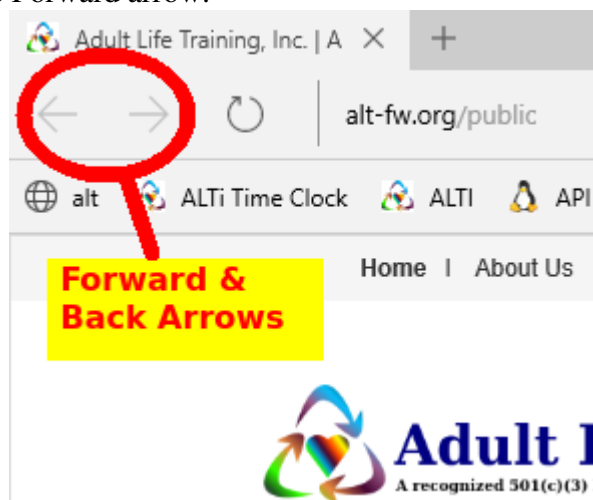 Forward arrow.
Adult Life Training, Inc. | A
alt-fw.org/public
alt ALTi Time Clock ALTI API
Home | About Us
Forward &
Back Arrows
Adult
A recognized 501(c)(3)